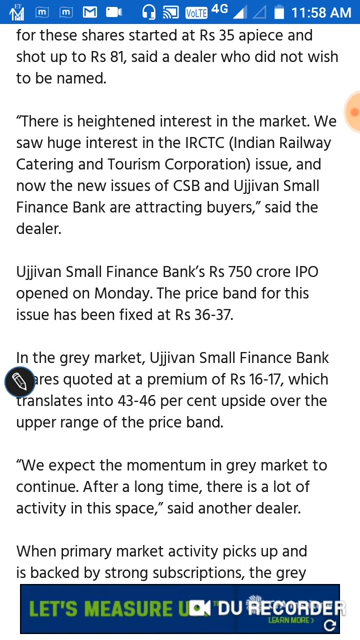 VoLTE 4G 11:58 AM
for these shares started at Rs 35 apiece and
shot up to Rs 81, said a dealer who did not wish
to be named.
“There is heightened interest in the market. We
saw huge interest in the IRCTC (Indian Railway
Catering and Tourism Corporation) issue, and
now the new issues of CSB and Ujjivan Small
Finance Bank are attracting buyers,” said the
dealer.
Ujjivan Small Finance Bank’s Rs 750 crore IPO
opened on Monday. The price band for this
issue has been fixed at Rs 36-37.
In the grey market, Ujjivan Small Finance Bank
ares quoted at a premium of Rs 16-17, which
translates into 43-46 per cent upside over the
upper range of the price band.
“We expect the momentum in grey market to
continue. After a long time, there is a lot of
activity in this space,” said another dealer.
When primary market activity picks up and
is backed by strong subscriptions, the grey
LET'S MEASURE U DU RECORDER
LEARN MORE